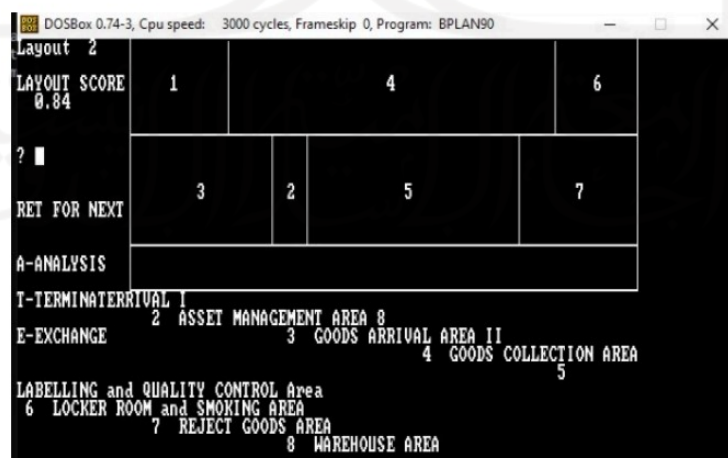 DOSBox 0.74-3, Cpu speed: 3000 cycles, Frameskip 0, Program: BPLAN90
Layout 2
LAYOUT SCORE
0.84
1
4
6
?
3
2
5
7
RET FOR NEXT
A-ANALYSIS
T-TERMINATERRIVAL I
2 ASSET MANAGEMENT AREA 8
E-EXCHANGE 3 GOODS ARRIVAL AREA II
4 GOODS COLLECTION AREA
5
LABELLING and QUALITY CONTROL Area
6 LOCKER ROOM and SMOKING AREA
7 REJECT GOODS AREA
8 WAREHOUSE AREA